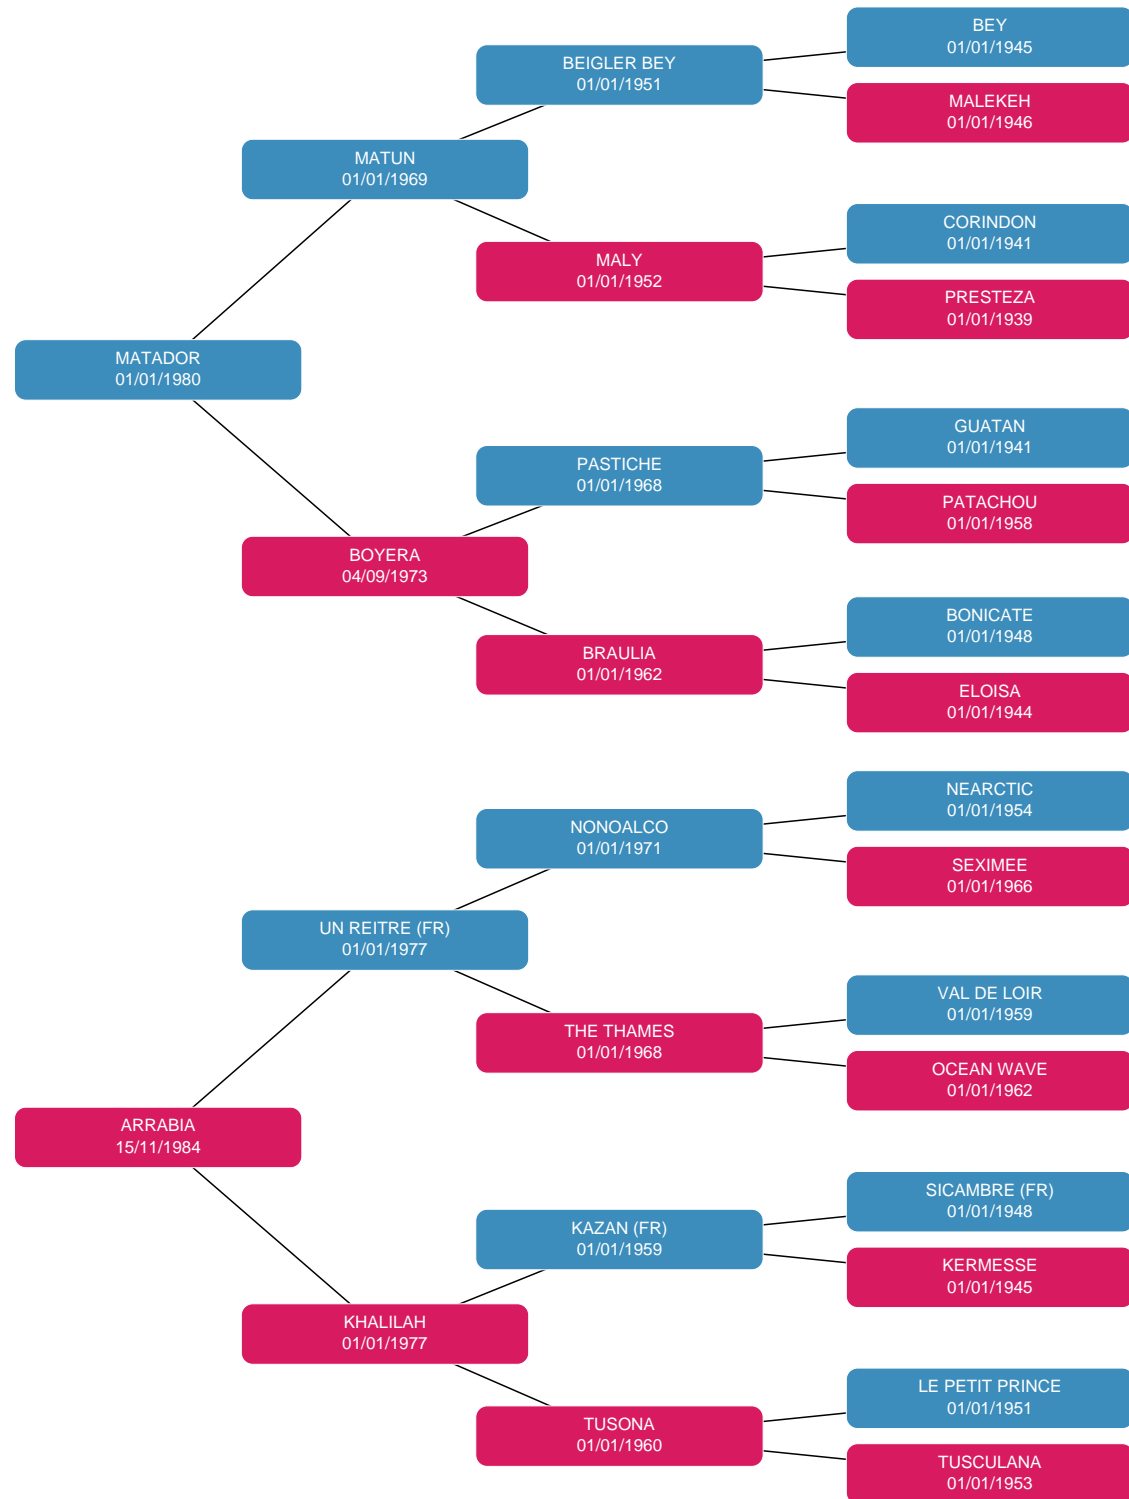 BEY
01/01/1945
BEIGLER BEY
01/01/1951
MALEKEH
01/01/1946
MATUN
01/01/1969
CORINDON
01/01/1941
MALY
01/01/1952
PRESTEZA
01/01/1939
MATADOR
01/01/1980
GUATAN
01/01/1941
PASTICHE
01/01/1968
PATACHOU
01/01/1958
BOYERA
04/09/1973
BONICATE
01/01/1948
BRAULIA
01/01/1962
ELOISA
01/01/1944
NEARCTIC
01/01/1954
NONOALCO
01/01/1971
SEXIMEE
01/01/1966
UN REITRE (FR)
01/01/1977
VAL DE LOIR
01/01/1959
THE THAMES
01/01/1968
OCEAN WAVE
01/01/1962
ARRABIA
15/11/1984
SICAMBRE (FR)
01/01/1948
KAZAN (FR)
01/01/1959
KERMESSE
01/01/1945
KHALILAH
01/01/1977
LE PETIT PRINCE
01/01/1951
TUSONA
01/01/1960
TUSCULANA
01/01/1953